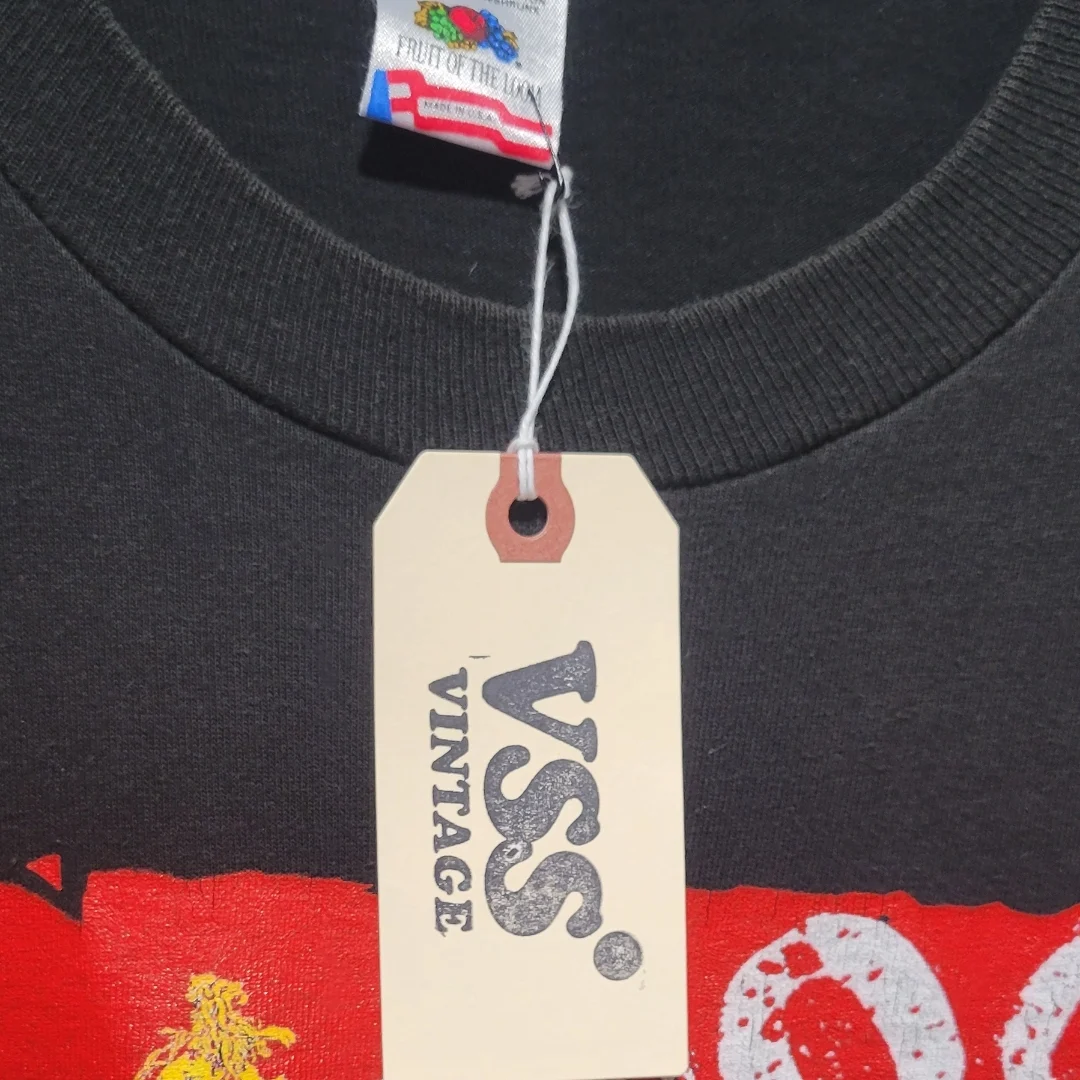 FRUIT OF THE LOOM
MADE IN U.S.A.
VSS.
VINTAGE